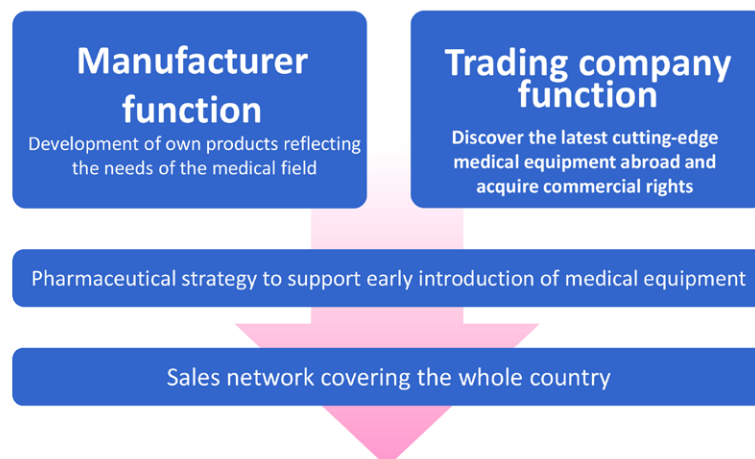 Manufacturer
function
Development of own products reflecting
the needs of the medical field
Trading company
function
Discover the latest cutting-edge
medical equipment abroad and
acquire commercial rights
Pharmaceutical strategy to support early introduction of medical equipment
Sales network covering the whole country